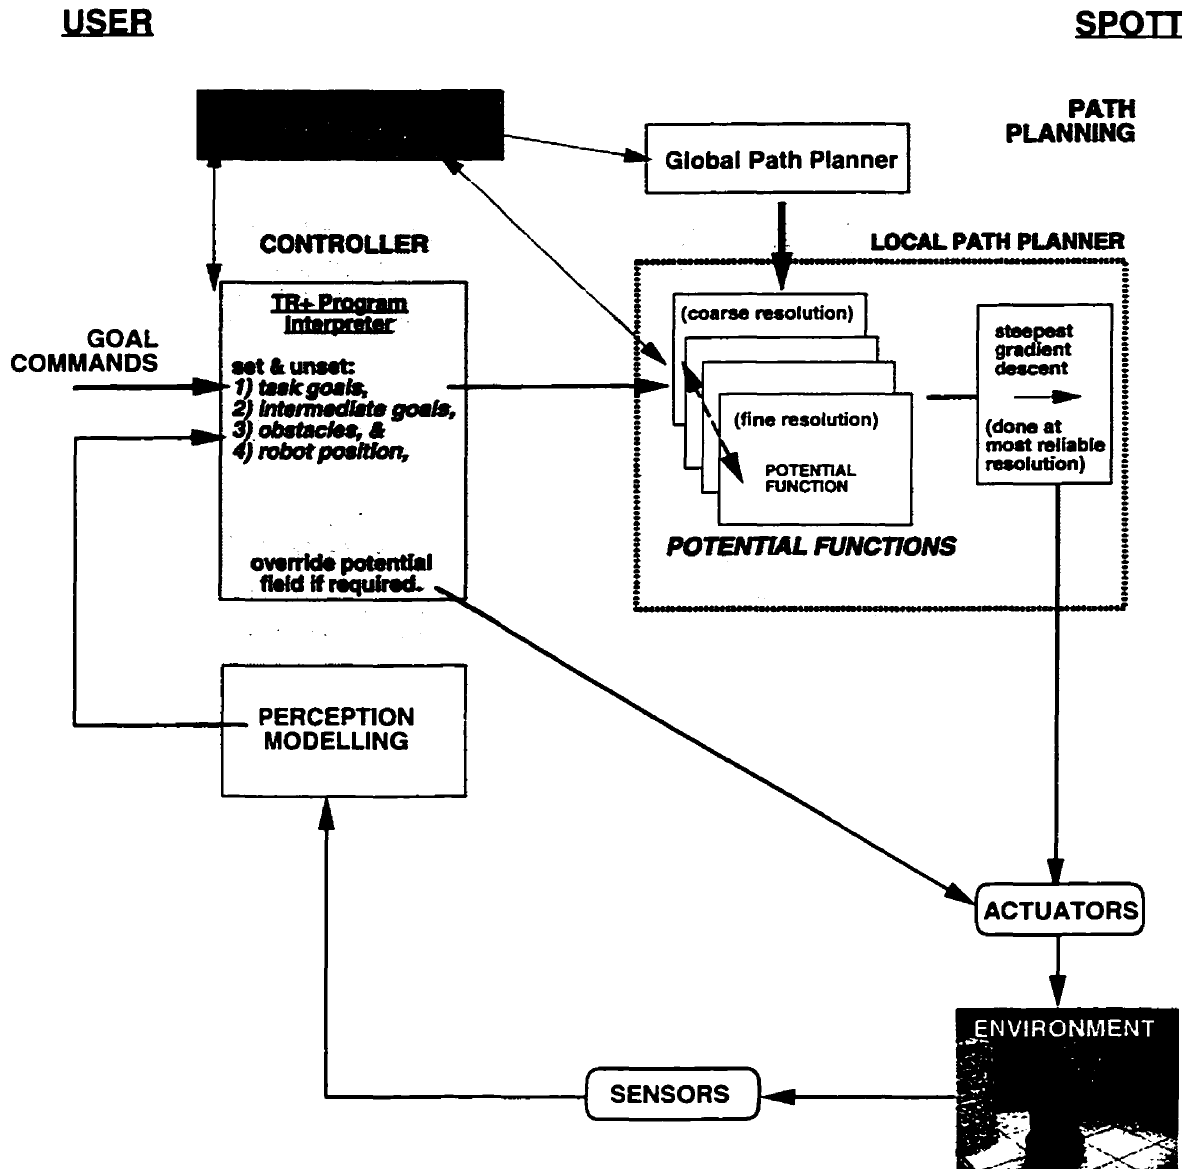 USER
SPOTT
PATH
PLANNING
Global Path Planner
CONTROLLER
LOCAL PATH PLANNER
TR+ Program
Interpreter
GOAL
COMMANDS
set & unset:
1) task goals,
2) intermediate goals,
3) obstacles, &
4) robot position,
override potential
field if required.
(coarse resolution)
(fine resolution)
POTENTIAL
FUNCTION
POTENTIAL FUNCTIONS
steepest
gradient
descent
(done at
most reliable
resolution)
PERCEPTION
MODELLING
ACTUATORS
ENVIRONMENT
SENSORS